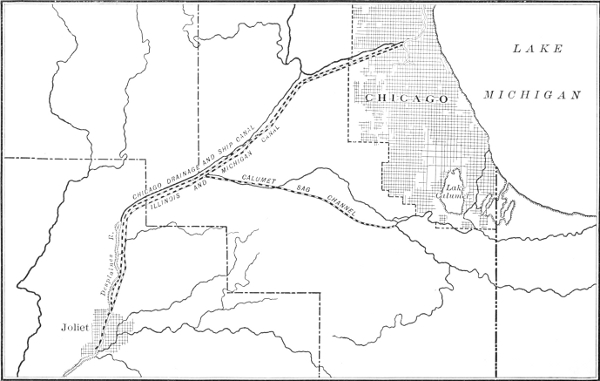 LAKE
MICHIGAN
CHICAGO
CHICAGO DRAINAGE AND SHIP CANAL
ILLINOIS AND MICHIGAN CANAL
CALUMET SAG CHANNEL
Lake
Calumet
Desplaines R.
Joliet